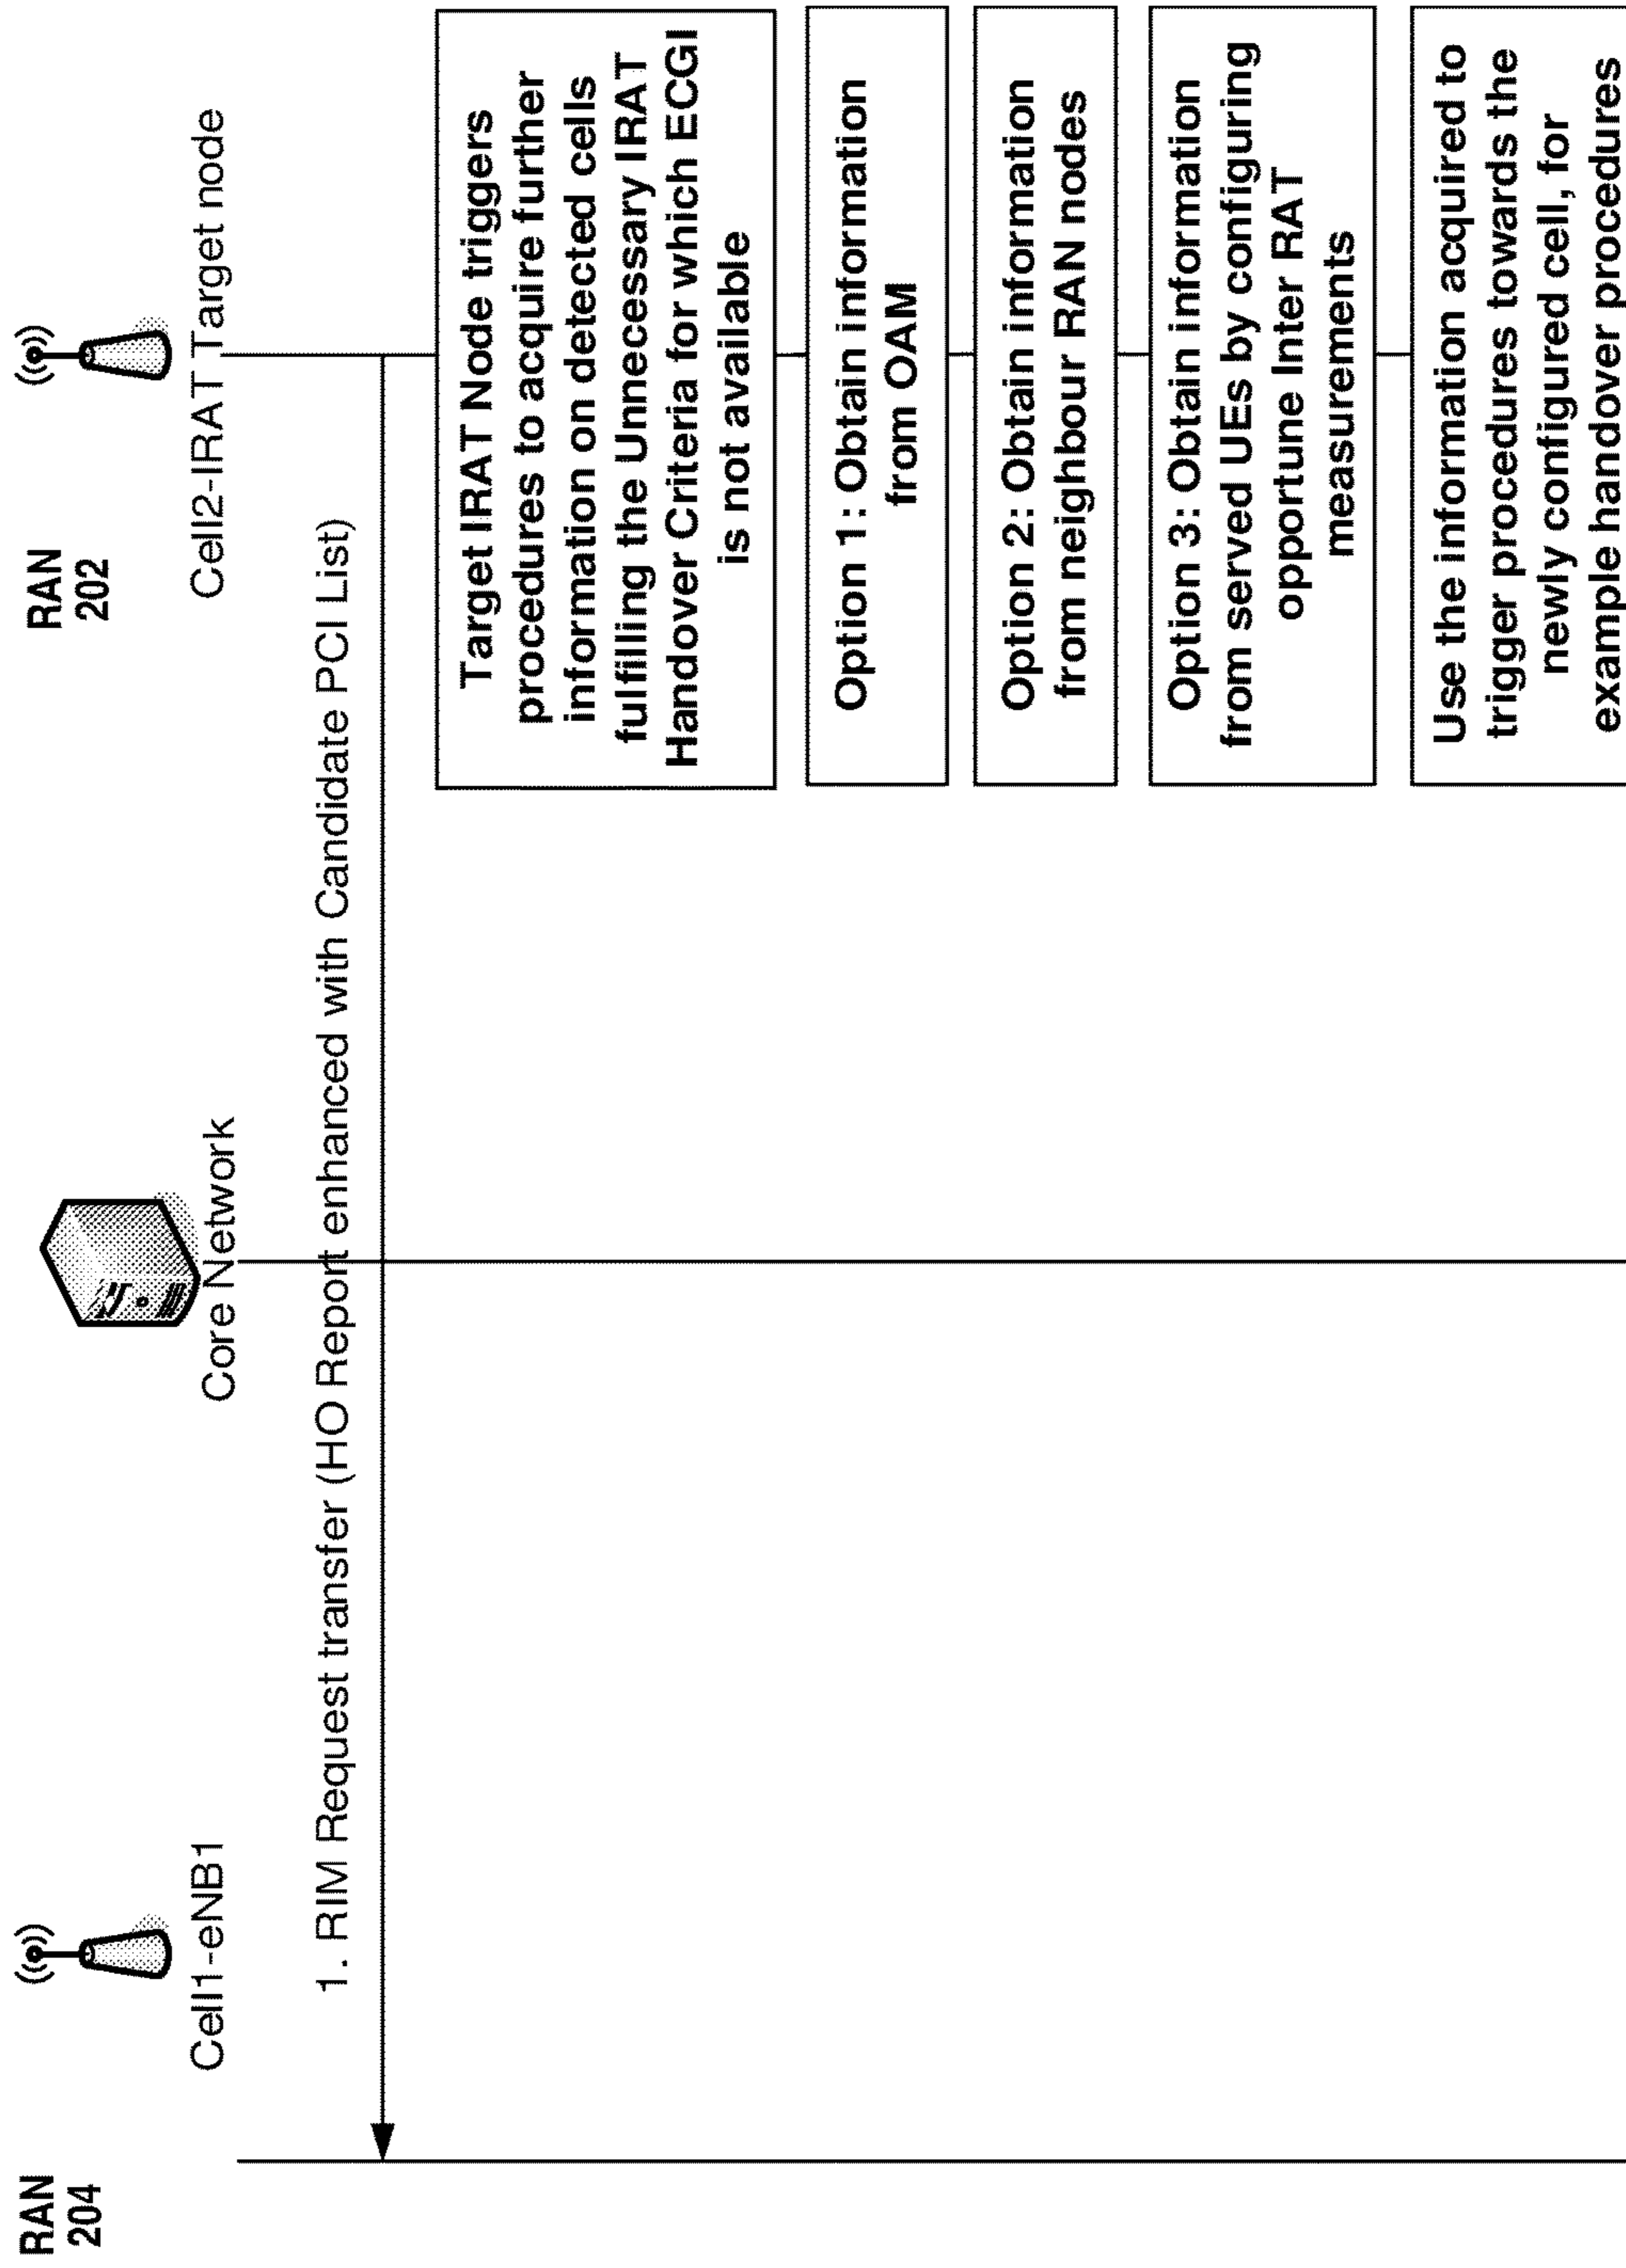 RAN
204
Cell1-eNB1
Core Network
RAN
202
Cell2-IRAT Target node
1. RIM Request transfer (HO Report enhanced with Candidate PCI List)
Target IRAT Node triggers
procedures to acquire further
information on detected cells
fulfilling the Unnecessary IRAT
Handover Criteria for which ECGI
is not available
Option 1: Obtain information
from OAM
Option 2: Obtain information
from neighbour RAN nodes
Option 3: Obtain information
from served UEs by configuring
opportune Inter RAT
measurements
Use the information acquired to
trigger procedures towards the
newly configured cell, for
example handover procedures